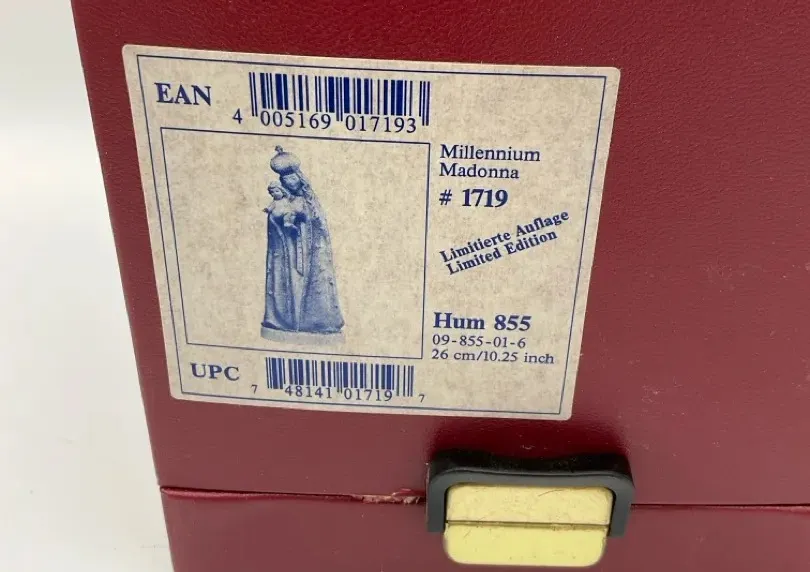 EAN
4 005169 017193
Millennium
Madonna
# 1719
Limitierte Auflage
Limited Edition
Hum 855
09-855-01-6
26 cm/10.25 inch
UPC
7 48141 01719 7